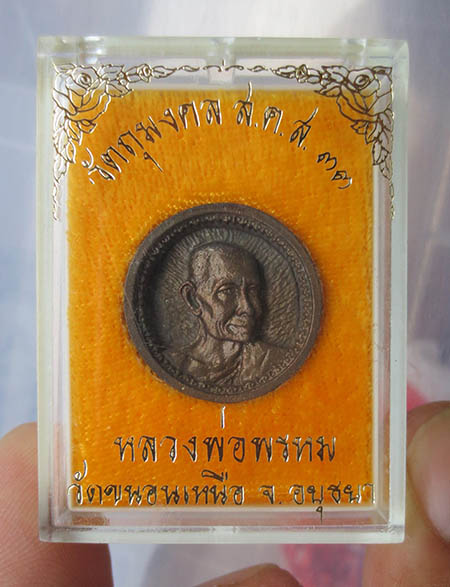 วัตถุมงคล ส.ค.ส. ๓๓
หลวงพ่อพรหม
วัดขนอนเหนือ จ. อยุธยา